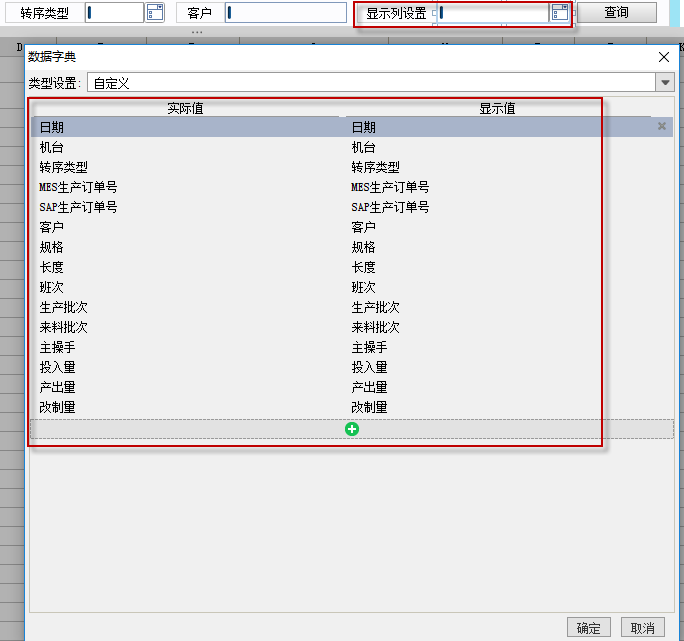 转序类型 客户 显示列设置 查询
D
数据字典
类型设置: 自定义
实际值 显示值
日期 日期
机台 机台
转序类型 转序类型
MES生产订单号 MES生产订单号
SAP生产订单号 SAP生产订单号
客户 客户
规格 规格
长度 长度
班次 班次
生产批次 生产批次
来料批次 来料批次
主操手 主操手
投入量 投入量
产出量 产出量
改制量 改制量
确定 取消